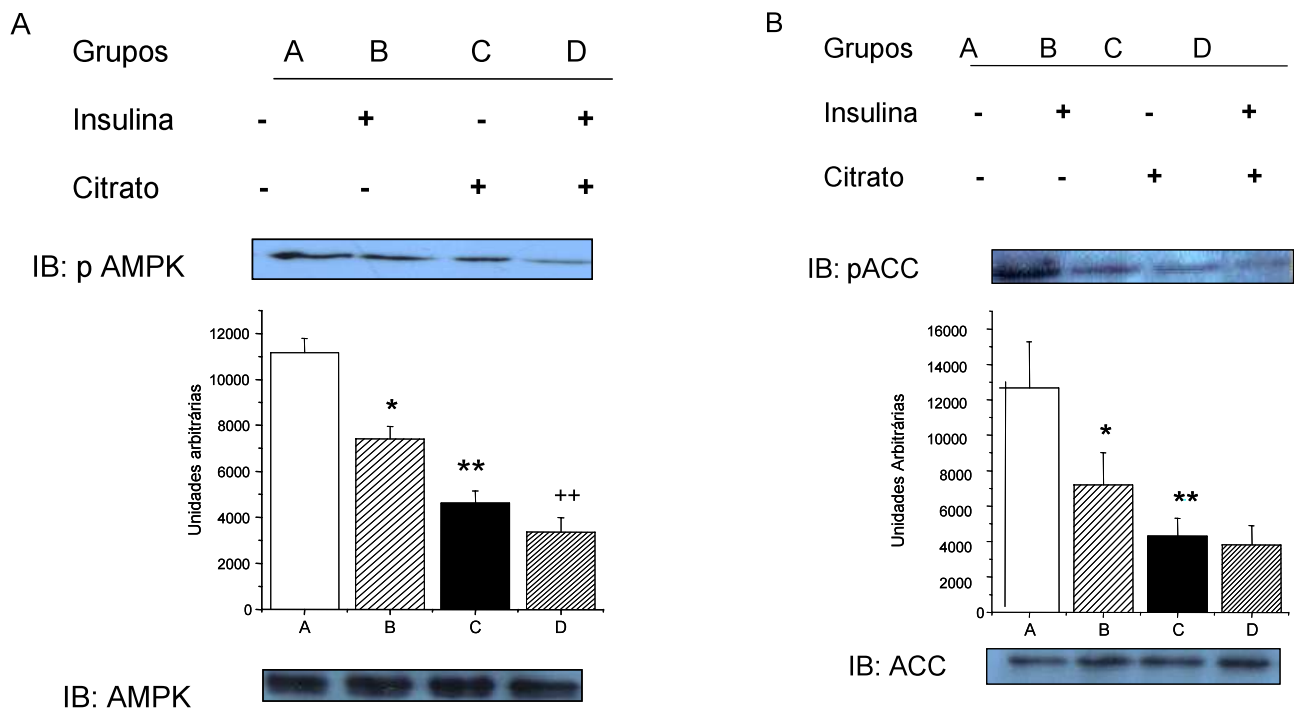 A
Grupos A B C D
Insulina - + - +
Citrato - - + +
IB: p AMPK
Unidades arbitrárias
12000
10000
8000
6000
4000
2000
0
*
**
++
A B C D
IB: AMPK
B
Grupos A B C D
Insulina - + - +
Citrato - - + +
IB: pACC
Unidades Arbitrárias
16000
14000
12000
10000
8000
6000
4000
2000
0
*
**
A B C D
IB: ACC